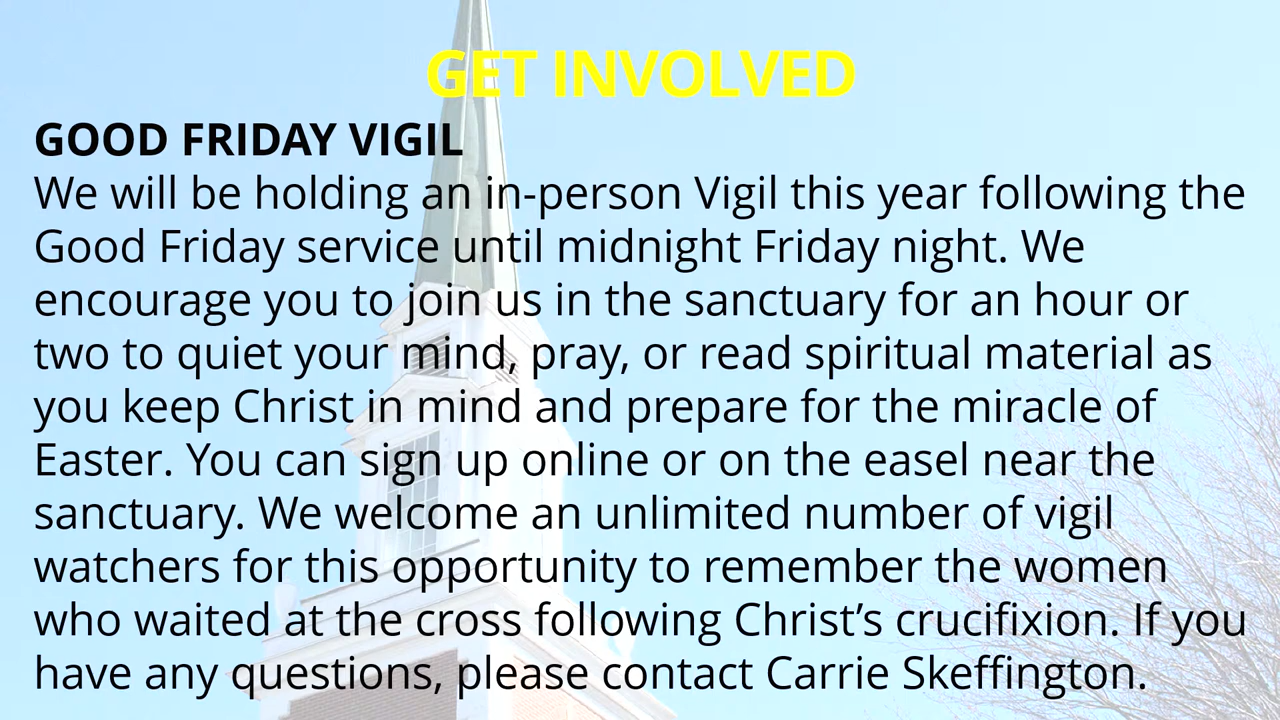 GET INVOLVED
GOOD FRIDAY VIGIL
We will be holding an in-person Vigil this year following the
Good Friday service until midnight Friday night. We
encourage you to join us in the sanctuary for an hour or
two to quiet your mind, pray, or read spiritual material as
you keep Christ in mind and prepare for the miracle of
Easter. You can sign up online or on the easel near the
sanctuary. We welcome an unlimited number of vigil
watchers for this opportunity to remember the women
who waited at the cross following Christ’s crucifixion. If you
have any questions, please contact Carrie Skeffington.